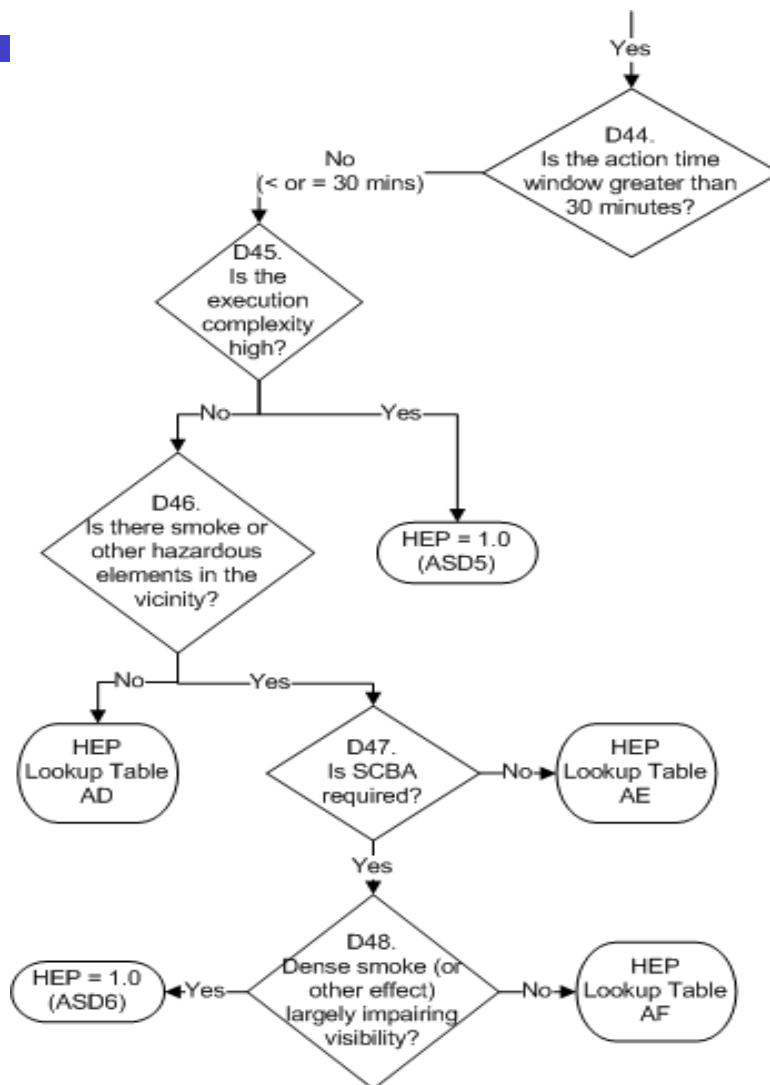 Yes
D44.
Is the action time
window greater than
30 minutes?
No
(< or = 30 mins)
D45.
Is the
execution
complexity
high?
No
Yes
D46.
Is there smoke or
other hazardous
elements in the
vicinity?
HEP = 1.0
(ASD5)
No
Yes
HEP
Lookup Table
AD
D47.
Is SCBA
required?
No
HEP
Lookup Table
AE
Yes
HEP = 1.0
(ASD6)
Yes
D48.
Dense smoke (or
other effect)
largely impairing
visibility?
No
HEP
Lookup Table
AF